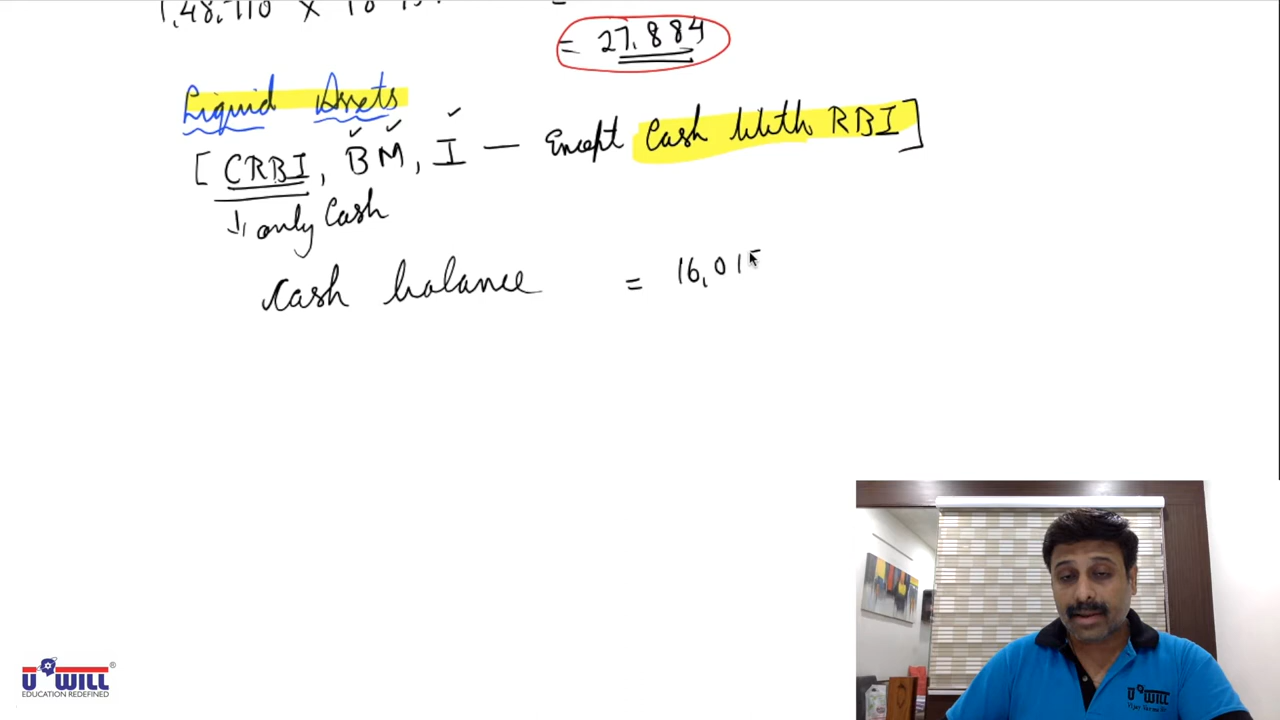 = 27.884
Liquid Assets
[ CRBI, BM, I — Except Cash With RBI ]
only Cash
Cash balance = 16,015
U WILL ®
EDUCATION REDEFINED
U WILL